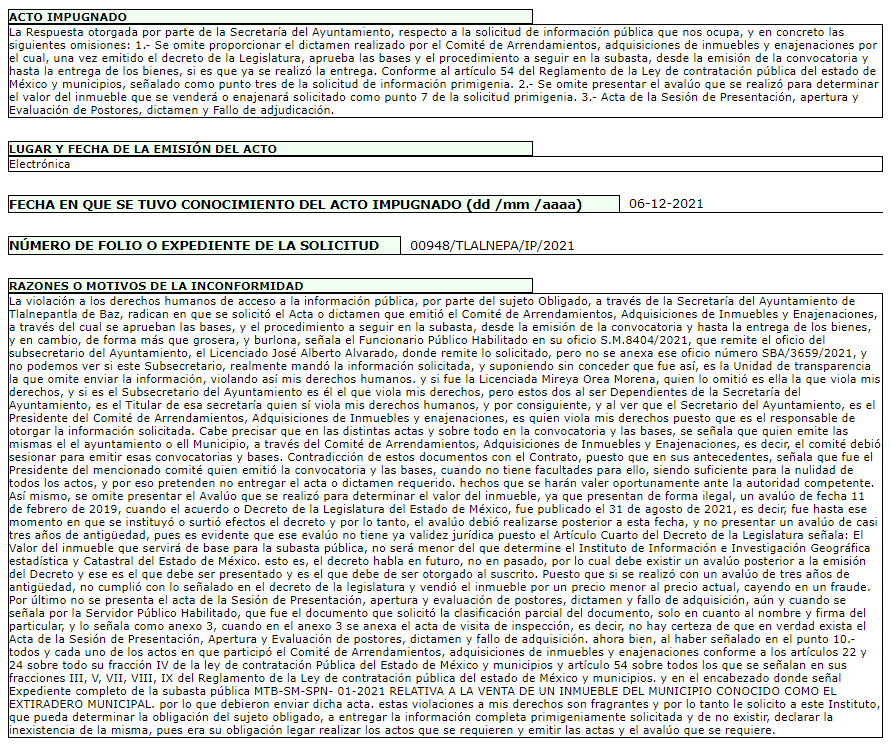 ACTO IMPUGNADO
La Respuesta otorgada por parte de la Secretaría del Ayuntamiento, respecto a la solicitud de información pública que nos ocupa, y en concreto las
siguientes omisiones: 1.- Se omite proporcionar el dictamen realizado por el Comité de Arrendamientos, adquisiciones de inmuebles y enajenaciones por
el cual, una vez emitido el decreto de la Legislatura, aprueba las bases y el procedimiento a seguir en la subasta, desde la emisión de la convocatoria y
hasta la entrega de los bienes, si es que ya se realizó la entrega. Conforme al artículo 54 del Reglamento de la Ley de contratación pública del estado de
México y municipios, señalado como punto tres de la solicitud de información primigenia. 2.- Se omite presentar el avalúo que se realizó para determinar
el valor del inmueble que se venderá o enajenará solicitado como punto 7 de la solicitud primigenia. 3.- Acta de la Sesión de Presentación, apertura y
Evaluación de Postores, dictamen y Fallo de adjudicación.
LUGAR Y FECHA DE LA EMISIÓN DEL ACTO
Electrónica
FECHA EN QUE SE TUVO CONOCIMIENTO DEL ACTO IMPUGNADO (dd /mm /aaaa) 06-12-2021
NÚMERO DE FOLIO O EXPEDIENTE DE LA SOLICITUD 00948/TLALNEPA/IP/2021
RAZONES O MOTIVOS DE LA INCONFORMIDAD
La violación a los derechos humanos de acceso a la información pública, por parte del sujeto Obligado, a través de la Secretaría del Ayuntamiento de
Tlalnepantla de Baz, radican en que se solicitó el Acta o dictamen que emitió el Comité de Arrendamientos, Adquisiciones de Inmuebles y Enajenaciones,
a través del cual se aprueban las bases, y el procedimiento a seguir en la subasta, desde la emisión de la convocatoria y hasta la entrega de los bienes,
y en cambio, de forma más que grosera, y burlona, señala el Funcionario Público Habilitado en su oficio S.M.8404/2021, que remite el oficio del
subsecretario del Ayuntamiento, el Licenciado José Alberto Alvarado, donde remite lo solicitado, pero no se anexa ese oficio número SBA/3659/2021, y
no podemos ver si este Subsecretario, realmente mandó la información solicitada, y suponiendo sin conceder que fue así, es la Unidad de transparencia
la que omite enviar la información, violando así mis derechos humanos. y si fue la Licenciada Mireya Orea Morena, quien lo omitió es ella la que viola mis
derechos, y si es el Subsecretario del Ayuntamiento es él el que viola mis derechos, pero estos dos al ser Dependientes de la Secretaría del
Ayuntamiento, es el Titular de esa secretaría quien sí viola mis derechos humanos, y por consiguiente, y al ver que el Secretario del Ayuntamiento, es el
Presidente del Comité de Arrendamientos, Adquisiciones de Inmuebles y enajenaciones, es quien viola mis derechos puesto que es el responsable de
otorgar la información solicitada. Cabe precisar que en las distintas actas y sobre todo en la convocatoria y las bases, se señala que quien emite las
mismas el el ayuntamiento o ell Municipio, a través del Comité de Arrendamientos, Adquisiciones de Inmuebles y Enajenaciones, es decir, el comité debió
sesionar para emitir esas convocatorias y bases. Contradicción de estos documentos con el Contrato, puesto que en sus antecedentes, señala que fue el
Presidente del mencionado comité quien emitió la convocatoria y las bases, cuando no tiene facultades para ello, siendo suficiente para la nulidad de
todos los actos, y por eso pretenden no entregar el acta o dictamen requerido. hechos que se harán valer oportunamente ante la autoridad competente.
Así mismo, se omite presentar el Avalúo que se realizó para determinar el valor del inmueble, ya que presentan de forma ilegal, un avalúo de fecha 11
de febrero de 2019, cuando el acuerdo o Decreto de la Legislatura del Estado de México, fue publicado el 31 de agosto de 2021, es decir, fue hasta ese
momento en que se instituyó o surtió efectos el decreto y por lo tanto, el avalúo debió realizarse posterior a esta fecha, y no presentar un avalúo de casi
tres años de antigüedad, pues es evidente que ese evalúo no tiene ya validez jurídica puesto el Artículo Cuarto del Decreto de la Legislatura señala: El
Valor del inmueble que servirá de base para la subasta pública, no será menor del que determine el Instituto de Información e Investigación Geográfica
estadística y Catastral del Estado de México. esto es, el decreto habla en futuro, no en pasado, por lo cual debe existir un avalúo posterior a la emisión
del Decreto y ese es el que debe ser presentado y es el que debe de ser otorgado al suscrito. Puesto que si se realizó con un avalúo de tres años de
antigüedad, no cumplió con lo señalado en el decreto de la legislatura y vendió el inmueble por un precio menor al precio actual, cayendo en un fraude.
Por último no se presenta el acta de la Sesión de Presentación, apertura y evaluación de postores, dictamen y fallo de adquisición, aún y cuando se
señala por la Servidor Público Habilitado, que fue el documento que solicitó la clasificación parcial del documento, solo en cuanto al nombre y firma del
particular, y lo señala como anexo 3, cuando en el anexo 3 se anexa el acta de visita de inspección, es decir, no hay certeza de que en verdad exista el
Acta de la Sesión de Presentación, Apertura y Evaluación de postores, dictamen y fallo de adquisición. ahora bien, al haber señalado en el punto 10.-
todos y cada uno de los actos en que participó el Comité de Arrendamientos, adquisiciones de inmuebles y enajenaciones conforme a los artículos 22 y
24 sobre todo su fracción IV de la ley de contratación Pública del Estado de México y municipios y artículo 54 sobre todos los que se señalan en sus
fracciones III, V, VII, VIII, IX del Reglamento de la Ley de contratación pública del estado de México y municipios. y en el encabezado donde señal
Expediente completo de la subasta pública MTB-SM-SPN- 01-2021 RELATIVA A LA VENTA DE UN INMUEBLE DEL MUNICIPIO CONOCIDO COMO EL
EXTIRADERO MUNICIPAL. por lo que debieron enviar dicha acta. estas violaciones a mis derechos son fragrantes y por lo tanto le solicito a este Instituto,
que pueda determinar la obligación del sujeto obligado, a entregar la información completa primigeniamente solicitada y de no existir, declarar la
inexistencia de la misma, pues era su obligación legar realizar los actos que se requieren y emitir las actas y el avalúo que se requiere.